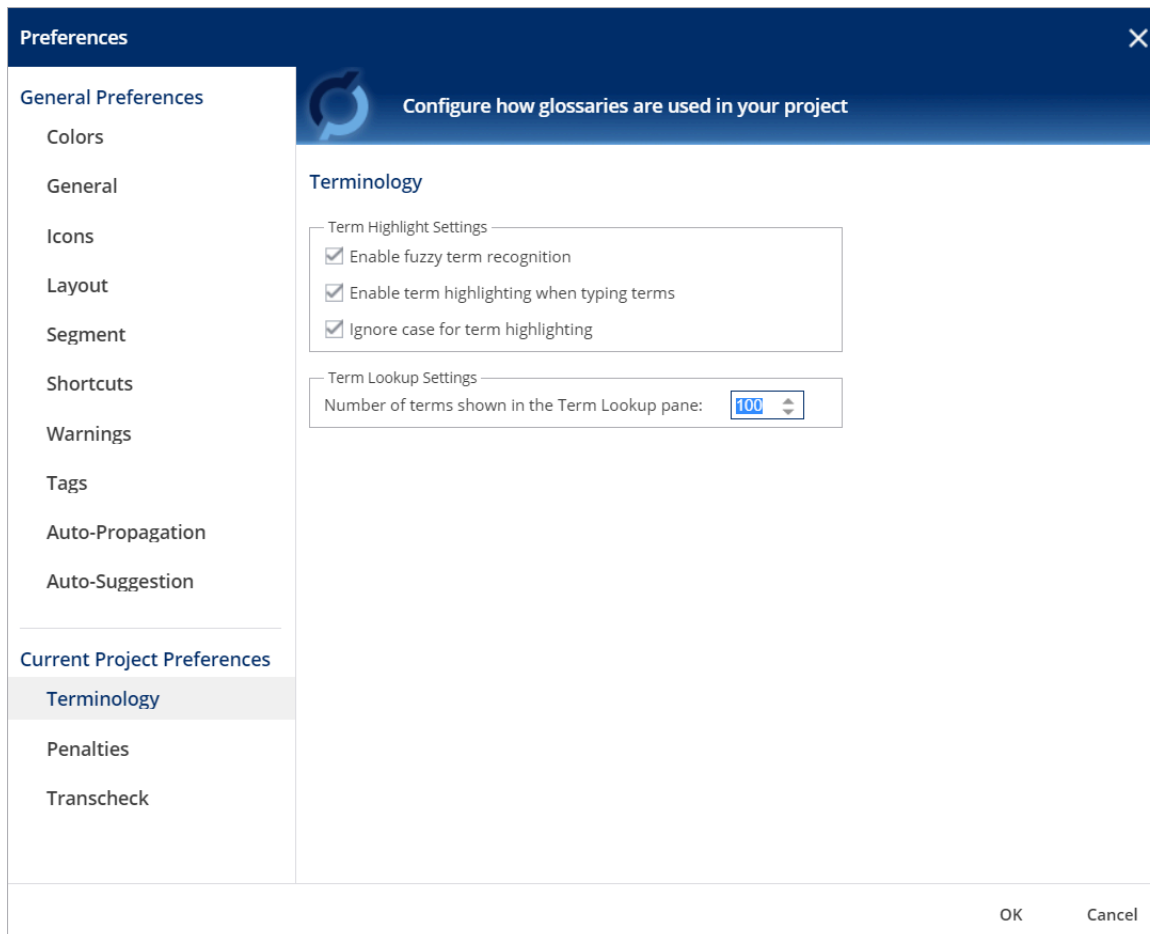 Preferences
General Preferences
Colors
General
Icons
Layout
Segment
Shortcuts
Warnings
Tags
Auto-Propagation
Auto-Suggestion
Current Project Preferences
Terminology
Penalties
Transcheck
Configure how glossaries are used in your project
Terminology
Term Highlight Settings
Enable fuzzy term recognition
Enable term highlighting when typing terms
Ignore case for term highlighting
Term Lookup Settings
Number of terms shown in the Term Lookup pane: 100
OK Cancel